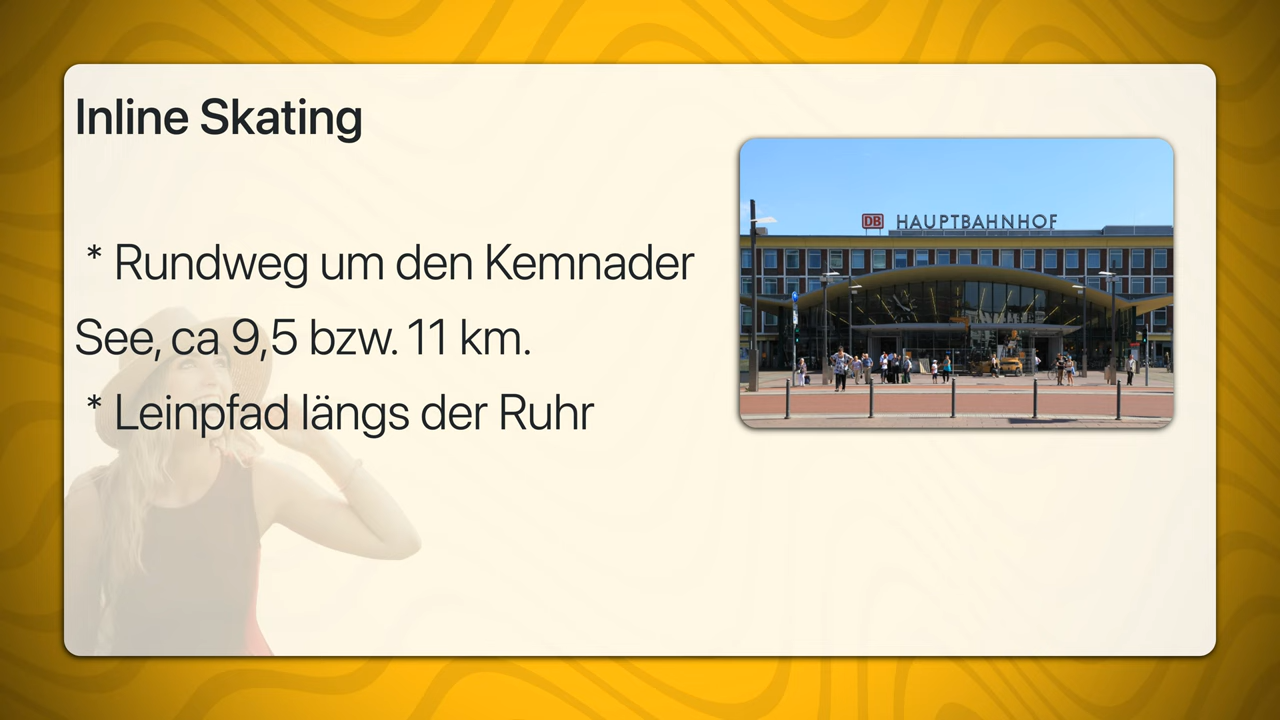 Inline Skating
* Rundweg um den Kemnader
See, ca 9,5 bzw. 11 km.
* Leinpfad längs der Ruhr
DB HAUPTBAHNHOF